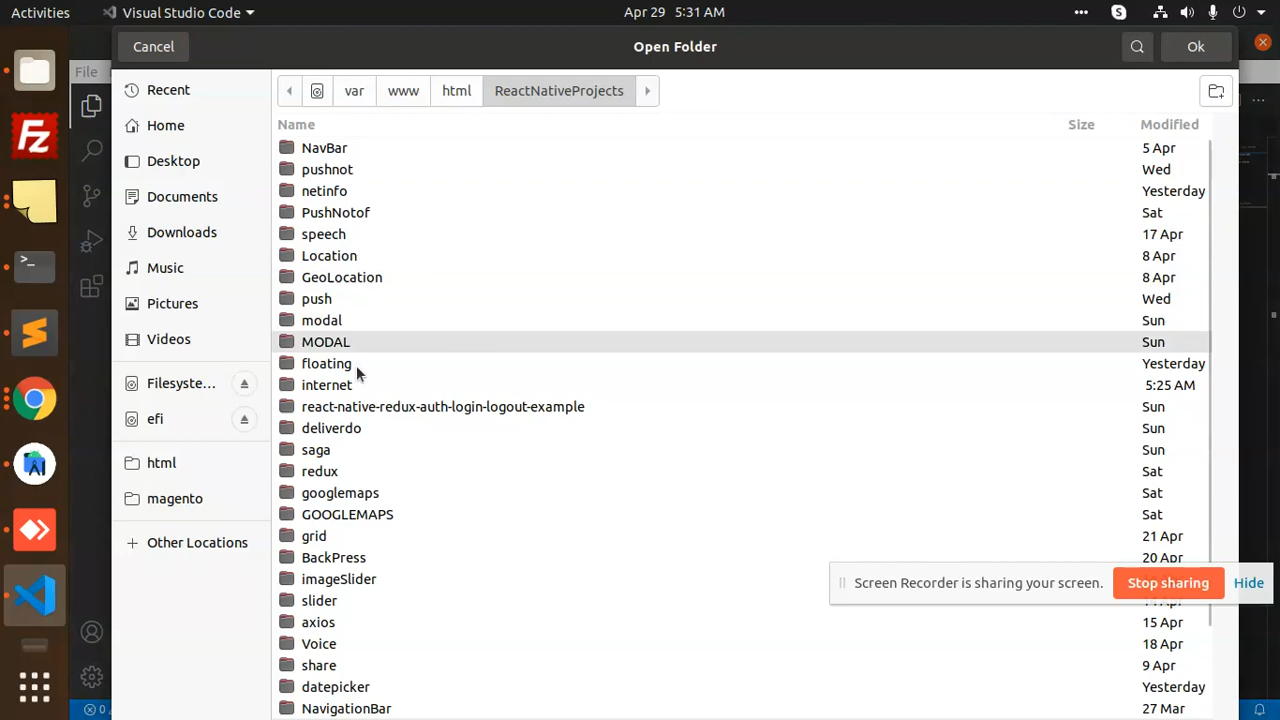 Activities Visual Studio Code Apr 29 5:31 AM
Cancel Open Folder Ok
File
var www html ReactNativeProjects
Recent
Home
Desktop
Documents
Downloads
Music
Pictures
Videos
Filesyste...
efi
html
magento
+ Other Locations
Name Size Modified
NavBar 5 Apr
pushnot Wed
netinfo Yesterday
PushNotof Sat
speech 17 Apr
Location 8 Apr
GeoLocation 8 Apr
push Wed
modal Sun
MODAL Sun
floating Yesterday
internet 5:25 AM
react-native-redux-auth-login-logout-example Sun
deliverdo Sun
saga Sun
redux Sat
googlemaps Sat
GOOGLEMAPS Sat
grid 21 Apr
BackPress 20 Apr
imageSlider
slider
axios 15 Apr
Voice 18 Apr
share 9 Apr
datepicker Yesterday
NavigationBar 27 Mar
Screen Recorder is sharing your screen. Stop sharing Hide
0